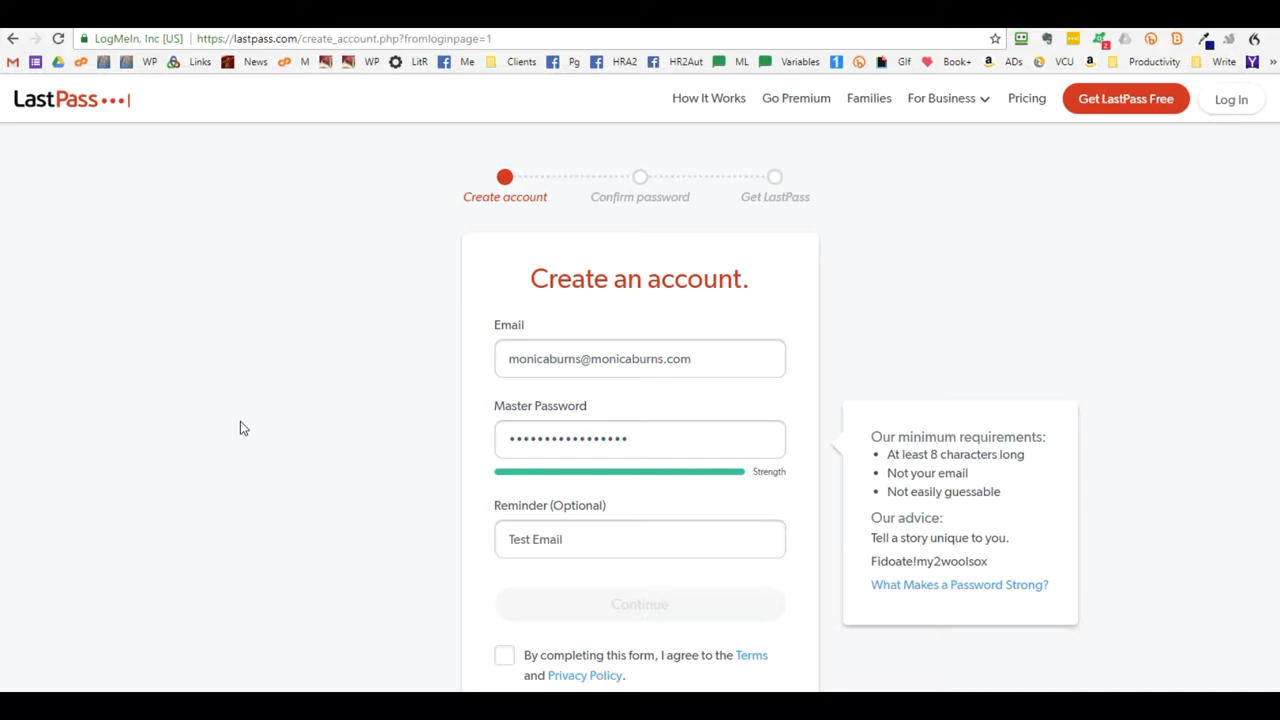 LogMeIn, Inc [US] https://lastpass.com/create_account.php?fromloginpage=1
WP Links News M WP LitR Me Clients Pg HRA2 HR2Aut ML Variables Gif Book+ ADs VCU Productivity Write »
LastPass•••|
How It Works Go Premium Families For Business Pricing Get LastPass Free Log In
Create account Confirm password Get LastPass
Create an account.
Email
monicaburns@monicaburns.com
Master Password
•••••••••••••••••
Strength
Reminder (Optional)
Test Email
Continue
By completing this form, I agree to the Terms
and Privacy Policy.
Our minimum requirements:
• At least 8 characters long
• Not your email
• Not easily guessable
Our advice:
Tell a story unique to you.
Fidoate!my2woolsox
What Makes a Password Strong?